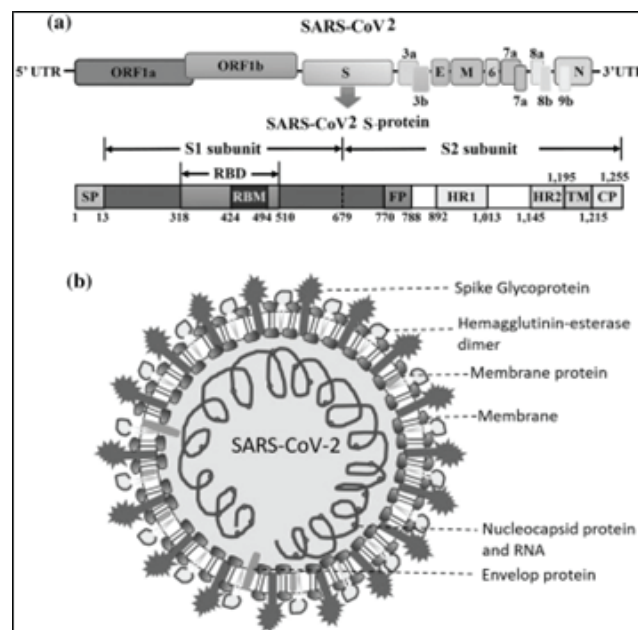 (a)
SARS-CoV2
3a 7a 8a
5' UTR ORF1a ORF1b S E M 6 N 3'UTR
3b 7a 8b 9b
SARS-CoV2 S-protein
S1 subunit S2 subunit
RBD 1,195 1,255
SP RBM FP HR1 HR2 TM CP
1 13 318 424 494 510 679 770 788 892 1,013 1,145 1,215
(b)
Spike Glycoprotein
Hemagglutinin-esterase
dimer
Membrane protein
Membrane
SARS-CoV-2
Nucleocapsid protein
and RNA
Envelop protein